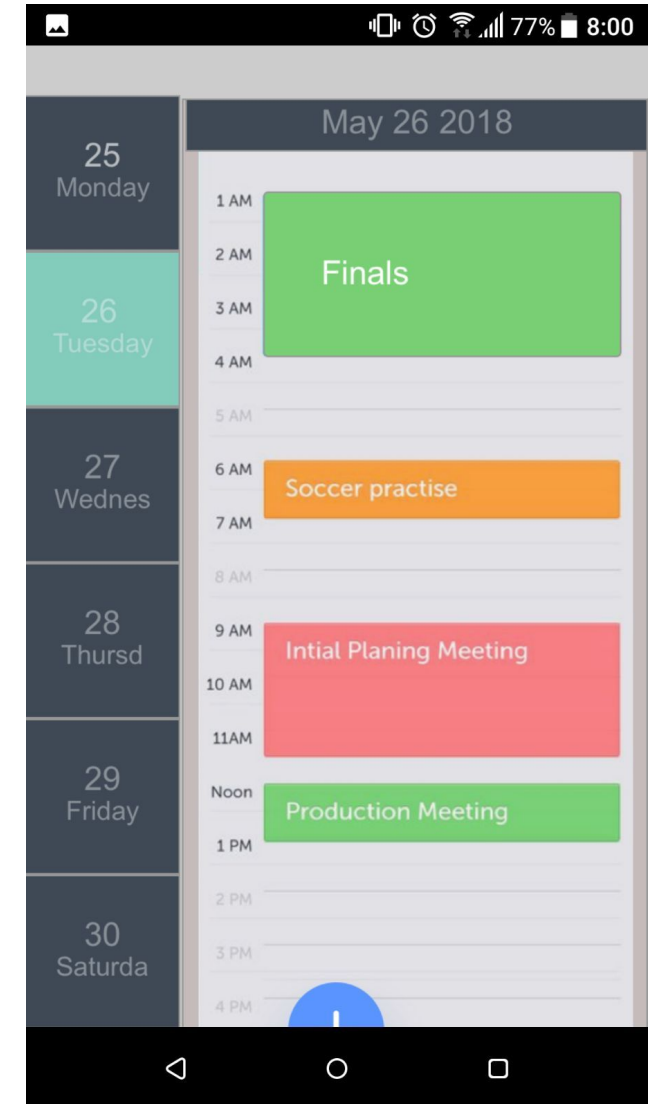 77% 8:00
May 26 2018
25
Monday
26
Tuesday
27
Wednes
28
Thursd
29
Friday
30
Saturda
1 AM
2 AM
Finals
3 AM
4 AM
5 AM
6 AM
Soccer practise
7 AM
8 AM
9 AM
Intial Planing Meeting
10 AM
11AM
Noon
Production Meeting
1 PM
2 PM
3 PM
4 PM